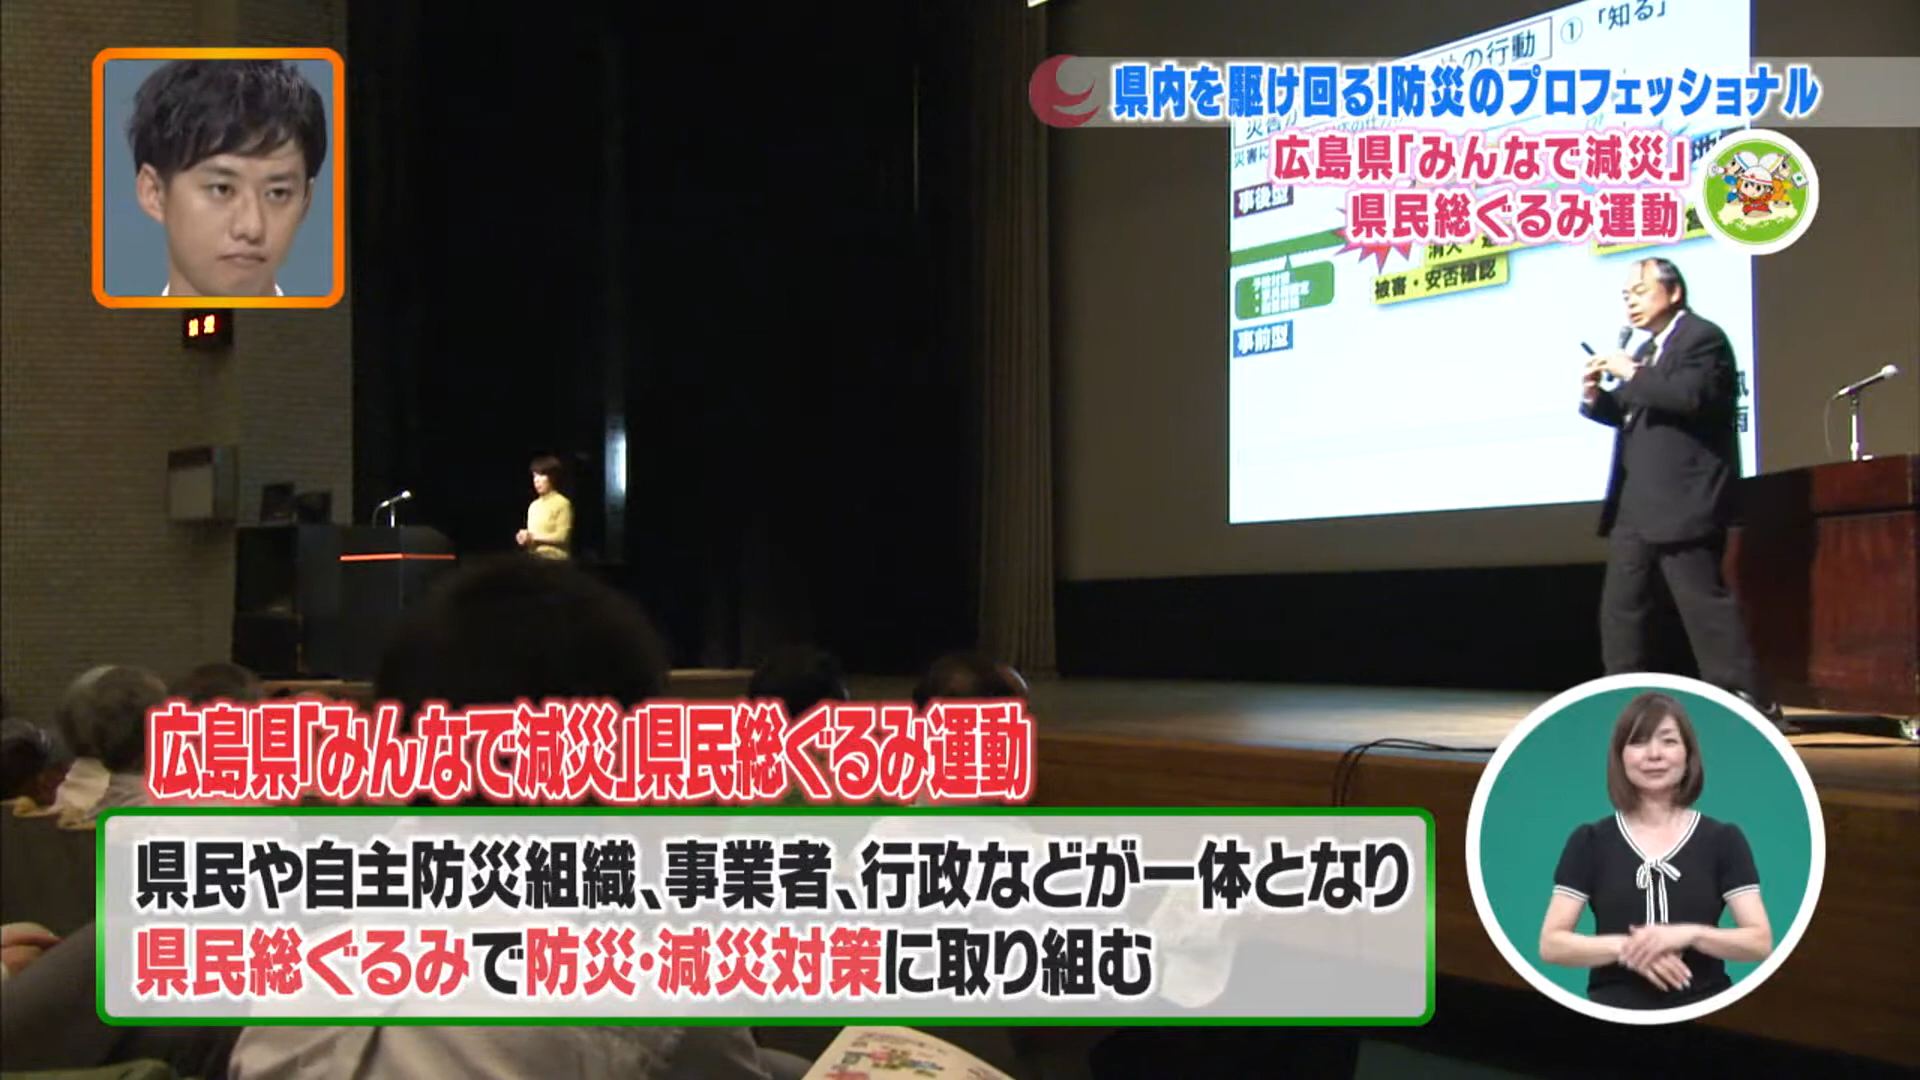 県内を駆け回る!防災のプロフェッショナル
広島県「みんなで減災」
県民総ぐるみ運動
の行動
①「知る」
事後型
被害・安否確認
事前型
広島県「みんなで減災」県民総ぐるみ運動
県民や自主防災組織、事業者、行政などが一体となり
県民総ぐるみで防災・減災対策に取り組む